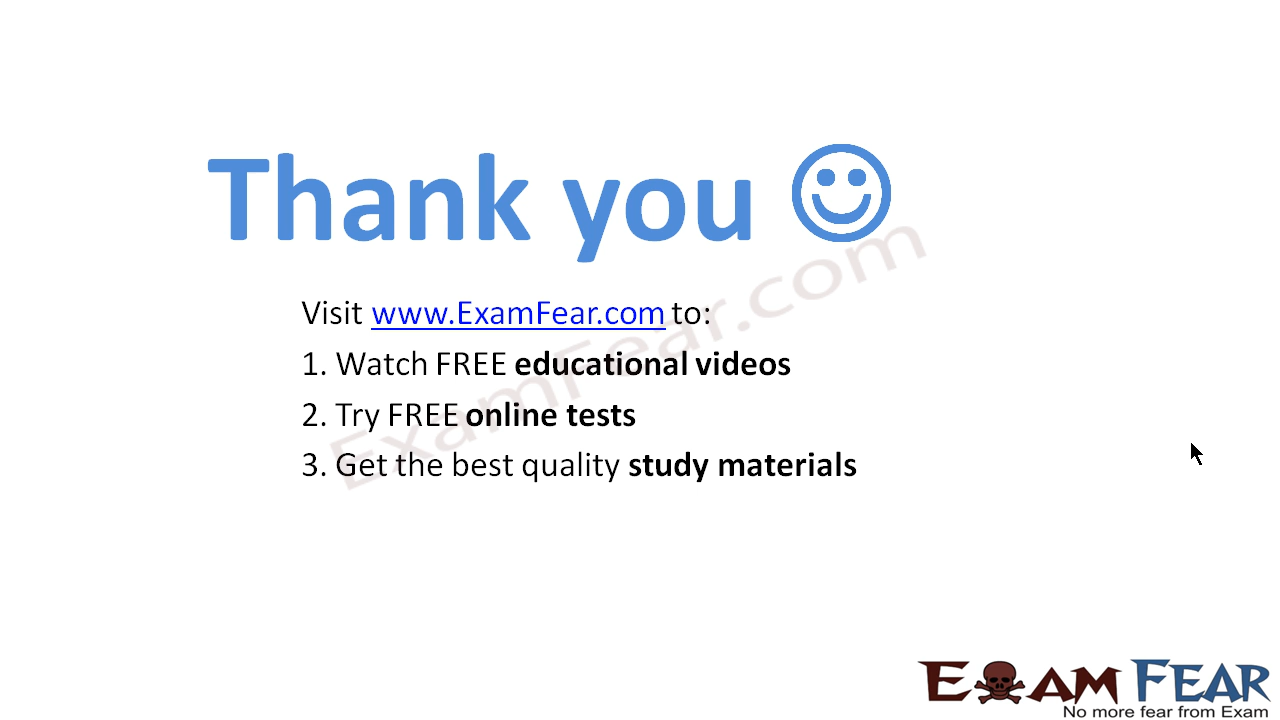 Thank you
Visit www.ExamFear.com to:
1. Watch FREE educational videos
2. Try FREE online tests
3. Get the best quality study materials
ExamFear.com
EXAM FEAR
No more fear from Exam